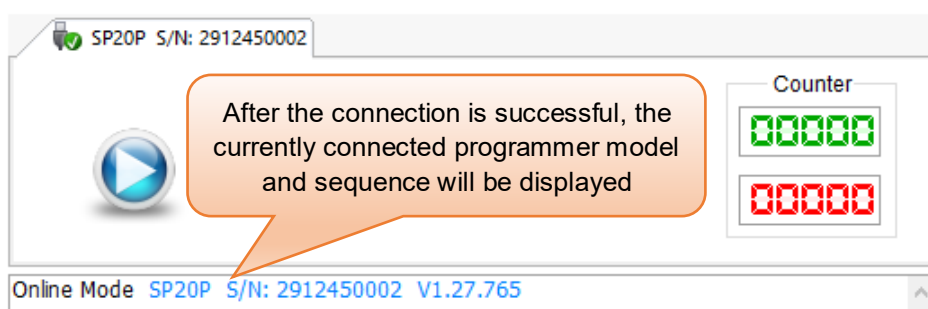 SP20P S/N: 2912450002
Counter
After the connection is successful, the
currently connected programmer model
and sequence will be displayed
00000
00000
Online Mode SP20P S/N: 2912450002 V1.27.765